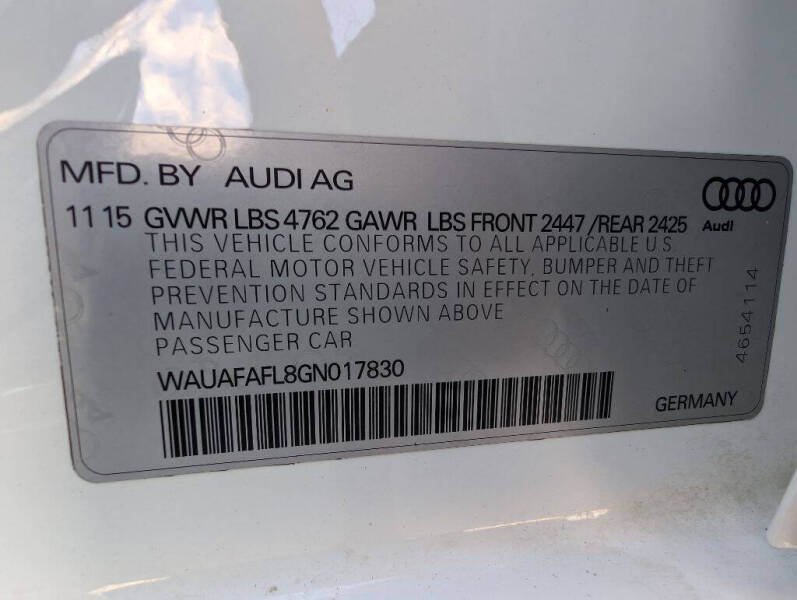 MFD. BY AUDI AG
11 15 GVWR LBS 4762 GAWR LBS FRONT 2447 / REAR 2425
Audi
THIS VEHICLE CONFORMS TO ALL APPLICABLE U.S.
FEDERAL MOTOR VEHICLE SAFETY, BUMPER AND THEFT
PREVENTION STANDARDS IN EFFECT ON THE DATE OF
MANUFACTURE SHOWN ABOVE
PASSENGER CAR
4654114
WAUAFAFL8GN017830
GERMANY